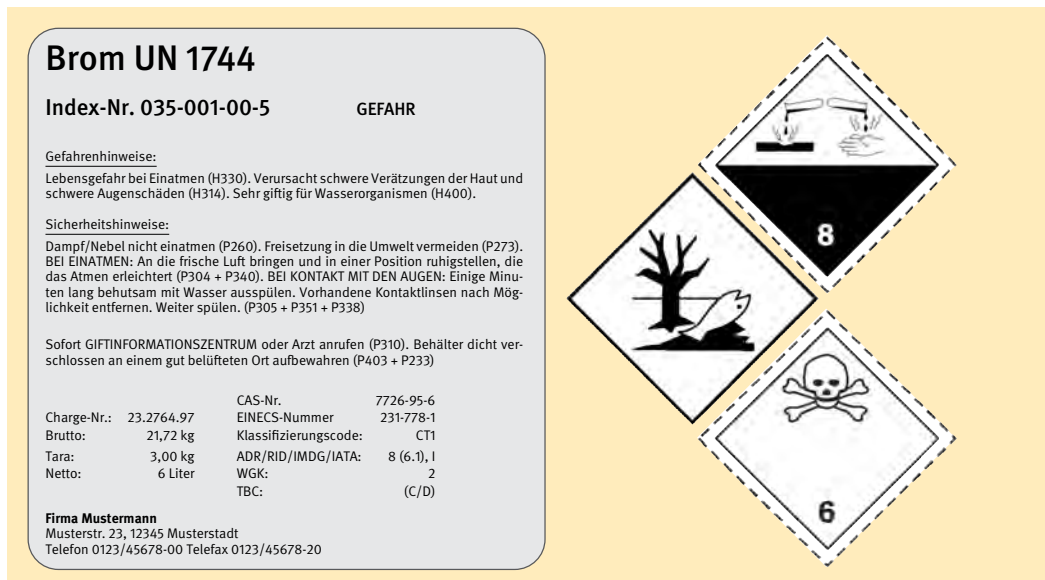 Brom UN 1744
Index-Nr. 035-001-00-5 GEFAHR
Gefahrenhinweise:
Lebensgefahr bei Einatmen (H330). Verursacht schwere Verätzungen der Haut und
schwere Augenschäden (H314). Sehr giftig für Wasserorganismen (H400).
Sicherheitshinweise:
Dampf/Nebel nicht einatmen (P260). Freisetzung in die Umwelt vermeiden (P273).
BEI EINATMEN: An die frische Luft bringen und in einer Position ruhigstellen, die
das Atmen erleichtert (P304 + P340). BEI KONTAKT MIT DEN AUGEN: Einige Minu-
ten lang behutsam mit Wasser ausspülen. Vorhandene Kontaktlinsen nach Mög-
lichkeit entfernen. Weiter spülen. (P305 + P351 + P338)
Sofort GIFTINFORMATIONSZENTRUM oder Arzt anrufen (P310). Behälter dicht ver-
schlossen an einem gut belüfteten Ort aufbewahren (P403 + P233)
CAS-Nr. 7726-95-6
Charge-Nr.: 23.2764.97 EINECS-Nummer 231-778-1
Brutto: 21,72 kg Klassifizierungscode: CT1
Tara: 3,00 kg ADR/RID/IMDG/IATA: 8 (6.1), I
Netto: 6 Liter WGK: 2
TBC: (C/D)
Firma Mustermann
Musterstr. 23, 12345 Musterstadt
Telefon 0123/45678-00 Telefax 0123/45678-20
8
6